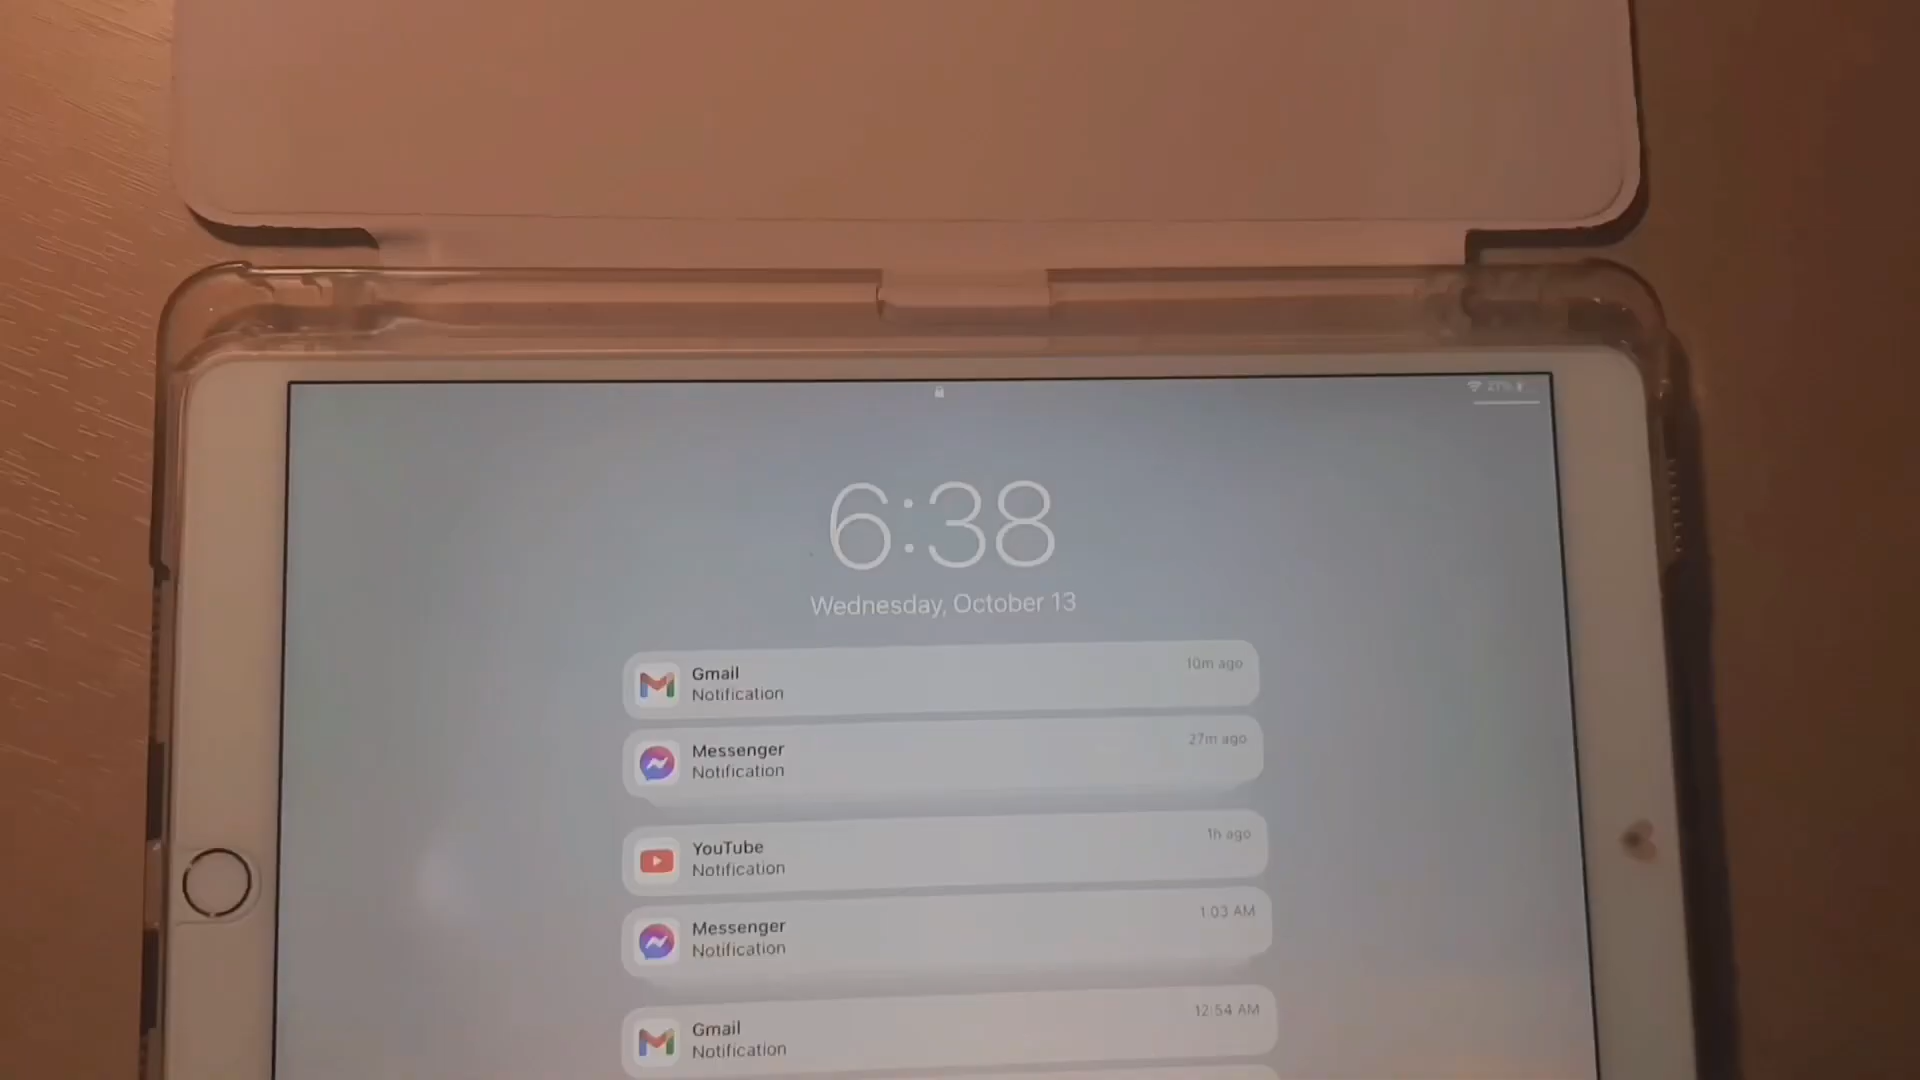 21%
6:38
Wednesday, October 13
Gmail
10m ago
Notification
Messenger
27m ago
Notification
YouTube
1h ago
Notification
Messenger
1:03 AM
Notification
Gmail
12:54 AM
Notification